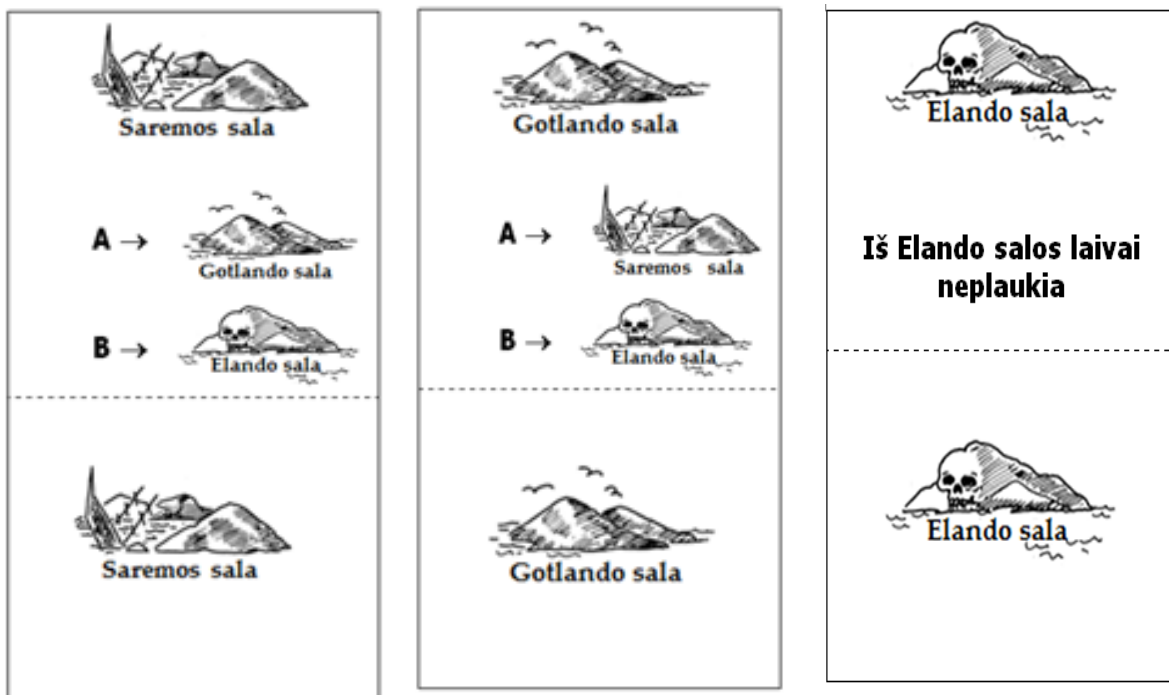 Saremos sala
A →
Gotlando sala
B →
Elando sala
Saremos sala
Gotlando sala
A →
Saremos sala
B →
Elando sala
Gotlando sala
Elando sala
Iš Elando salos laivai
neplaukia
Elando sala